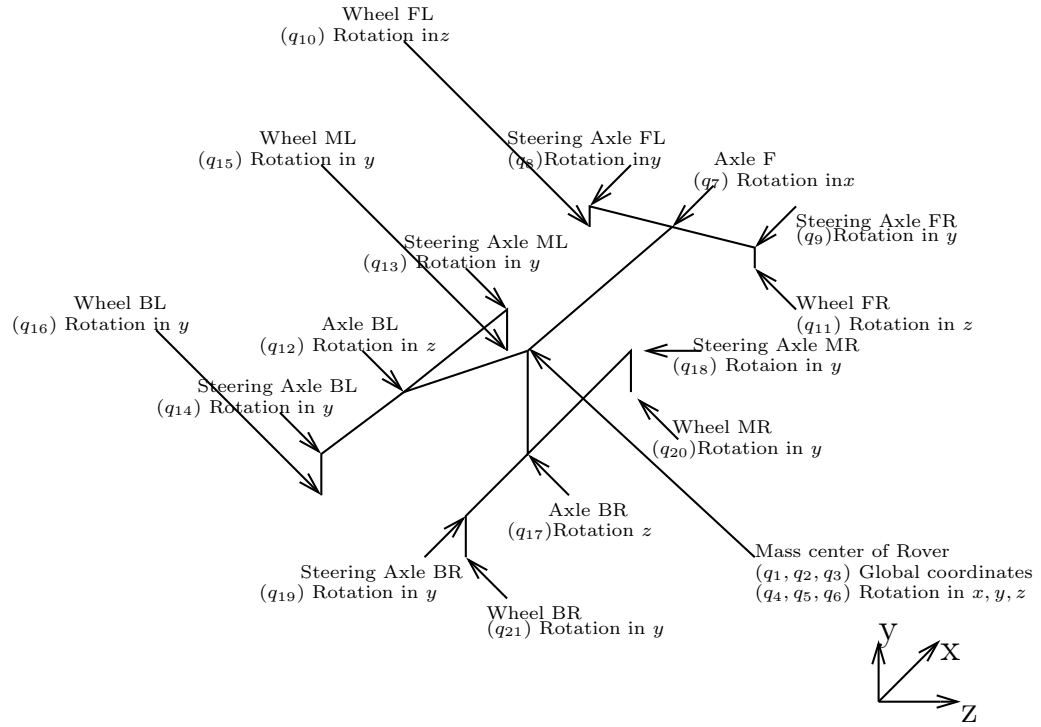 Wheel FL
(q10) Rotation inz
Wheel ML
(q15) Rotation in y
Steering Axle FL
(q8)Rotation iny
Axle F
(q7) Rotation inx
Steering Axle FR
(q9)Rotation in y
Steering Axle ML
(q13) Rotation in y
Wheel BL
(q16) Rotation in y
Axle BL
(q12) Rotation in z
Wheel FR
(q11) Rotation in z
Steering Axle MR
(q18) Rotaion in y
Steering Axle BL
(q14) Rotation in y
Wheel MR
(q20)Rotation in y
Axle BR
(q17)Rotation z
Mass center of Rover
(q1, q2, q3) Global coordinates
(q4, q5, q6) Rotation in x, y, z
Steering Axle BR
(q19) Rotation in y
Wheel BR
(q21) Rotation in y
y
x
z